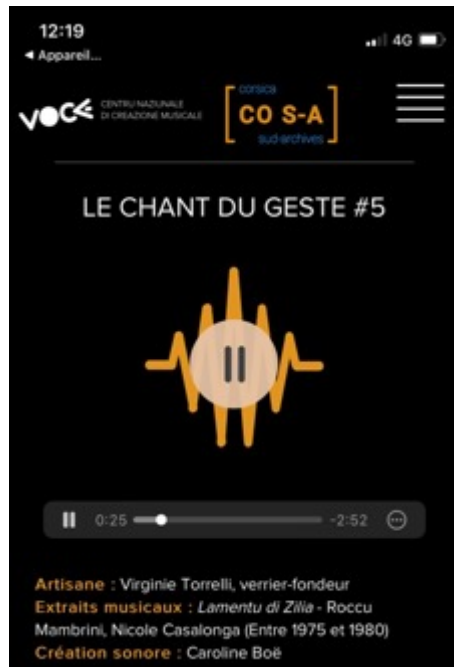 12:19
4G
◀ Appareil...
VOCE CENTRU NAZIUNALE
DI CREAZIONE MUSICALE
corsica
CO S-A
sud-archives
LE CHANT DU GESTE #5
0:25
-2:52
Artisane : Virginie Torrelli, verrier-fondeur
Extraits musicaux : Lamentu di Zilia - Roccu
Mambrini, Nicole Casalonga (Entre 1975 et 1980)
Création sonore : Caroline Boë